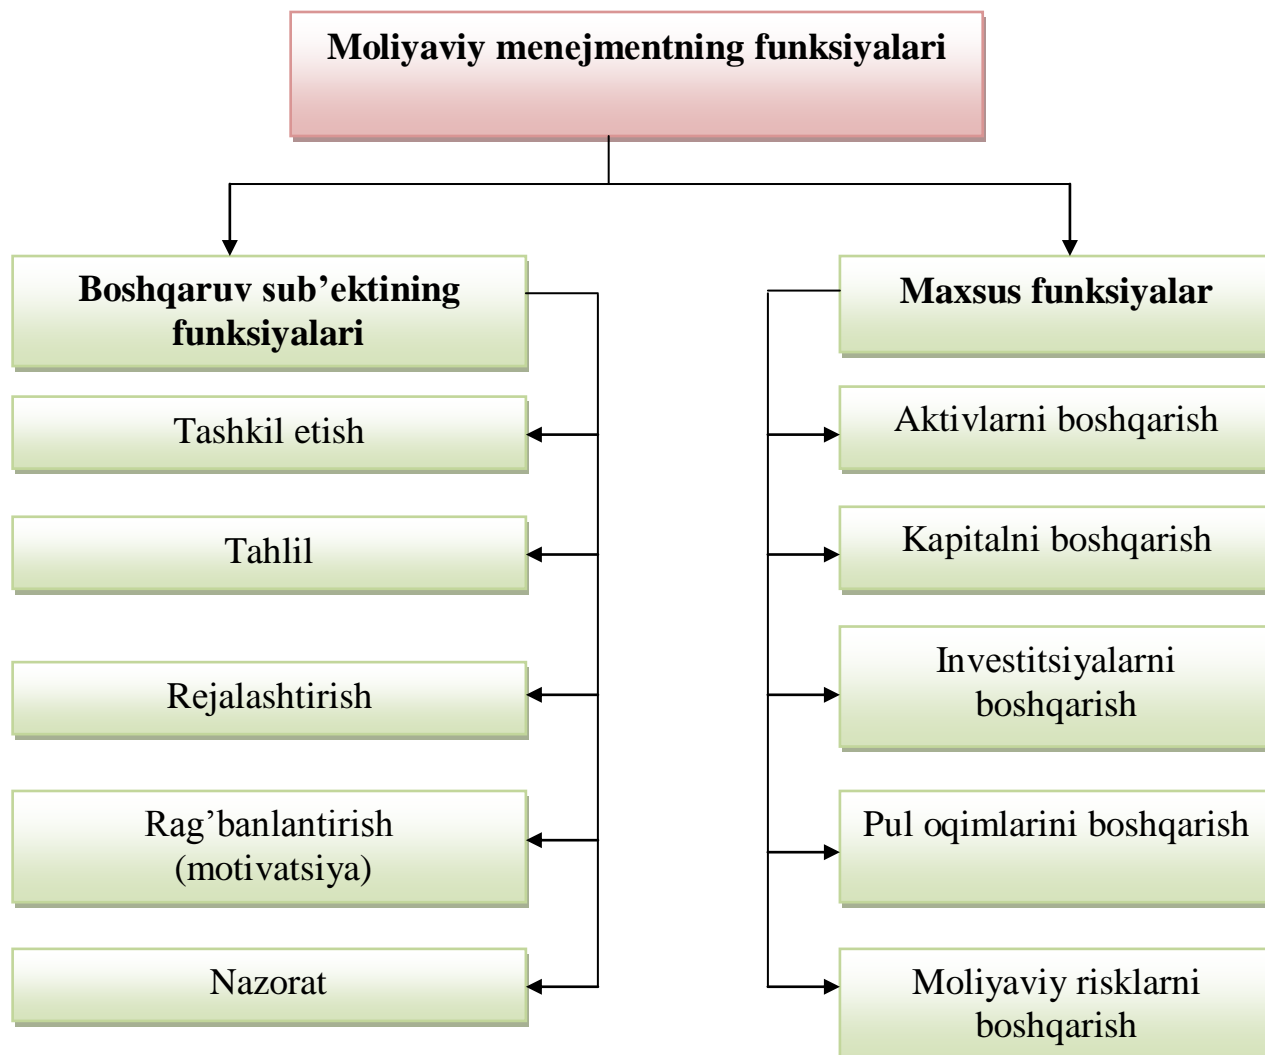 Moliyaviy menejmentning funksiyalari
Boshqaruv sub’ektining
funksiyalari
Tashkil etish
Tahlil
Rejalashtirish
Rag’banlantirish
(motivatsiya)
Nazorat
Maxsus funksiyalar
Aktivlarni boshqarish
Kapitalni boshqarish
Investitsiyalarni
boshqarish
Pul oqimlarini boshqarish
Moliyaviy risklarni
boshqarish